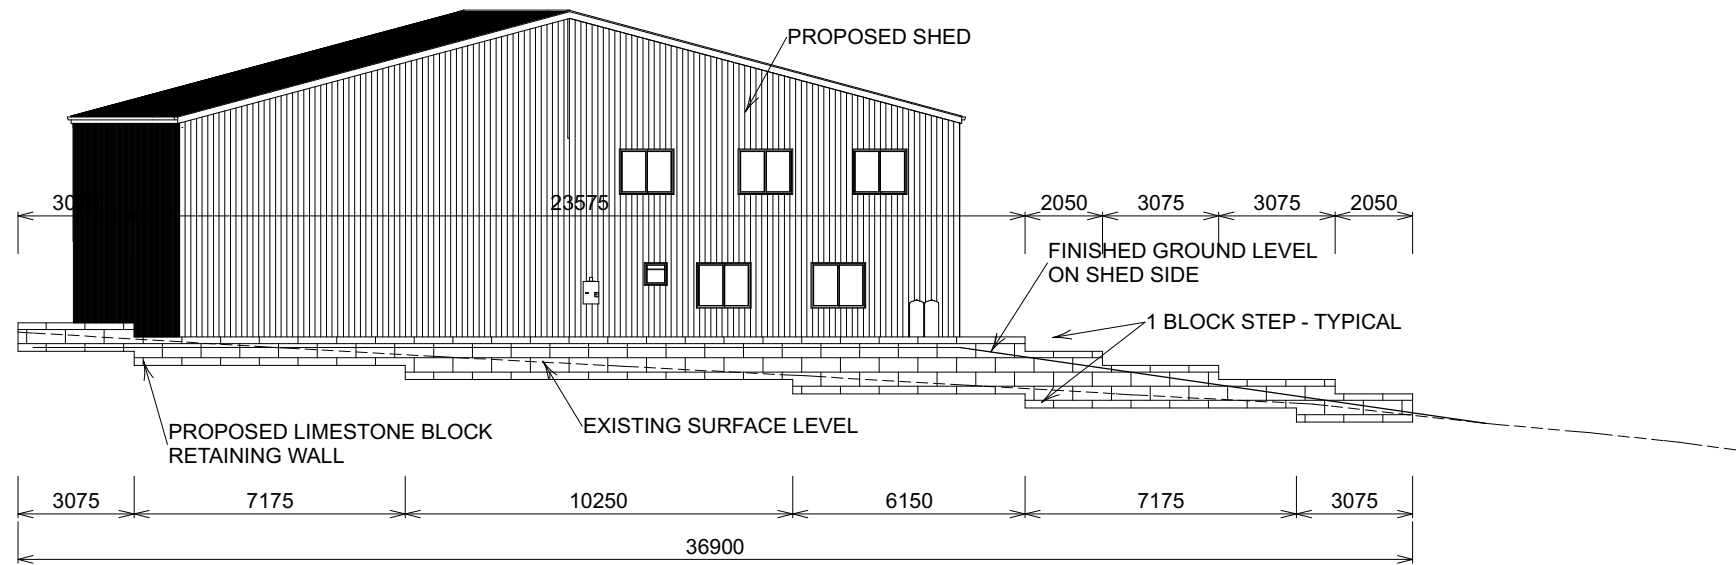 PROPOSED SHED
23575
2050
3075
3075
2050
FINISHED GROUND LEVEL
ON SHED SIDE
1 BLOCK STEP - TYPICAL
EXISTING SURFACE LEVEL
PROPOSED LIMESTONE BLOCK
RETAINING WALL
3075
7175
10250
6150
7175
3075
36900